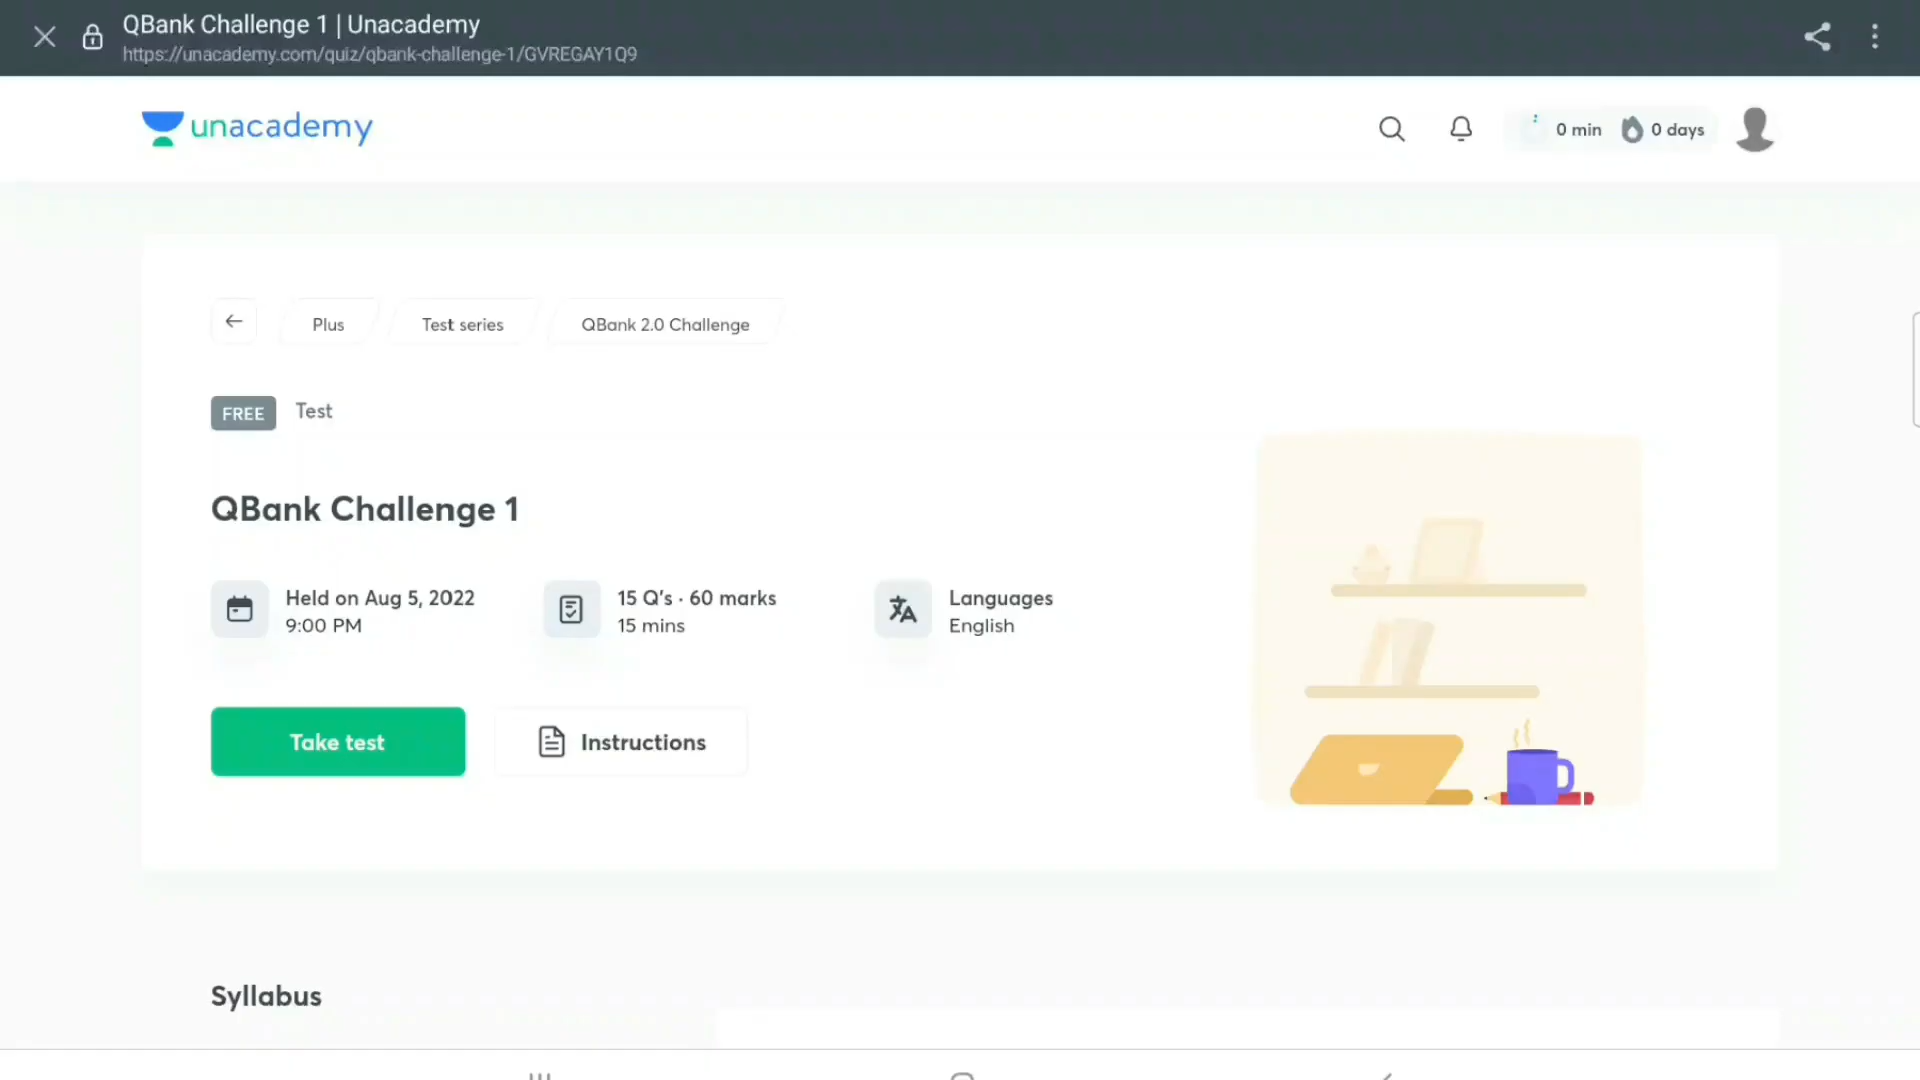 QBank Challenge 1 | Unacademy
https://unacademy.com/quiz/qbank-challenge-1/GVREGAY1Q9
unacademy
0 min
0 days
Plus
Test series
QBank 2.0 Challenge
FREE
Test
QBank Challenge 1
Held on Aug 5, 2022
9:00 PM
15 Q's · 60 marks
15 mins
Languages
English
Take test
Instructions
Syllabus